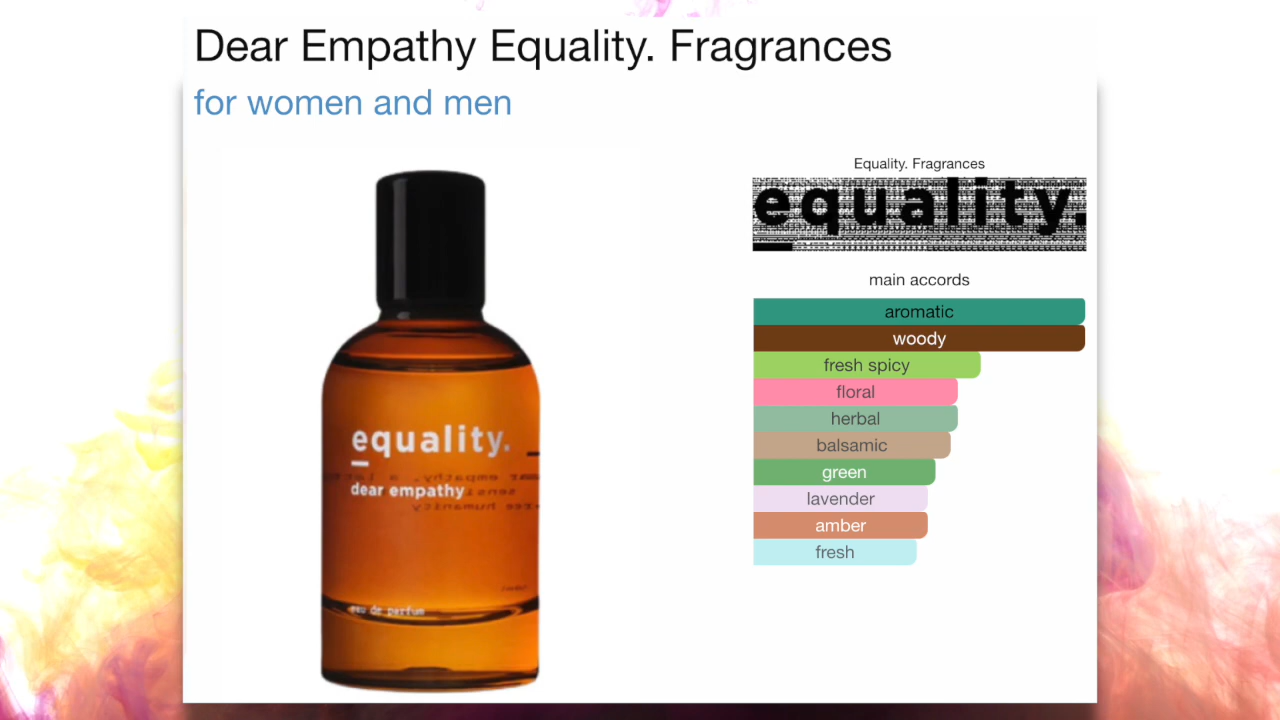 Dear Empathy Equality. Fragrances
for women and men
Equality. Fragrances
equality.
main accords
aromatic
woody
fresh spicy
floral
herbal
balsamic
green
lavender
amber
fresh
equality.
dear empathy
eau de parfum